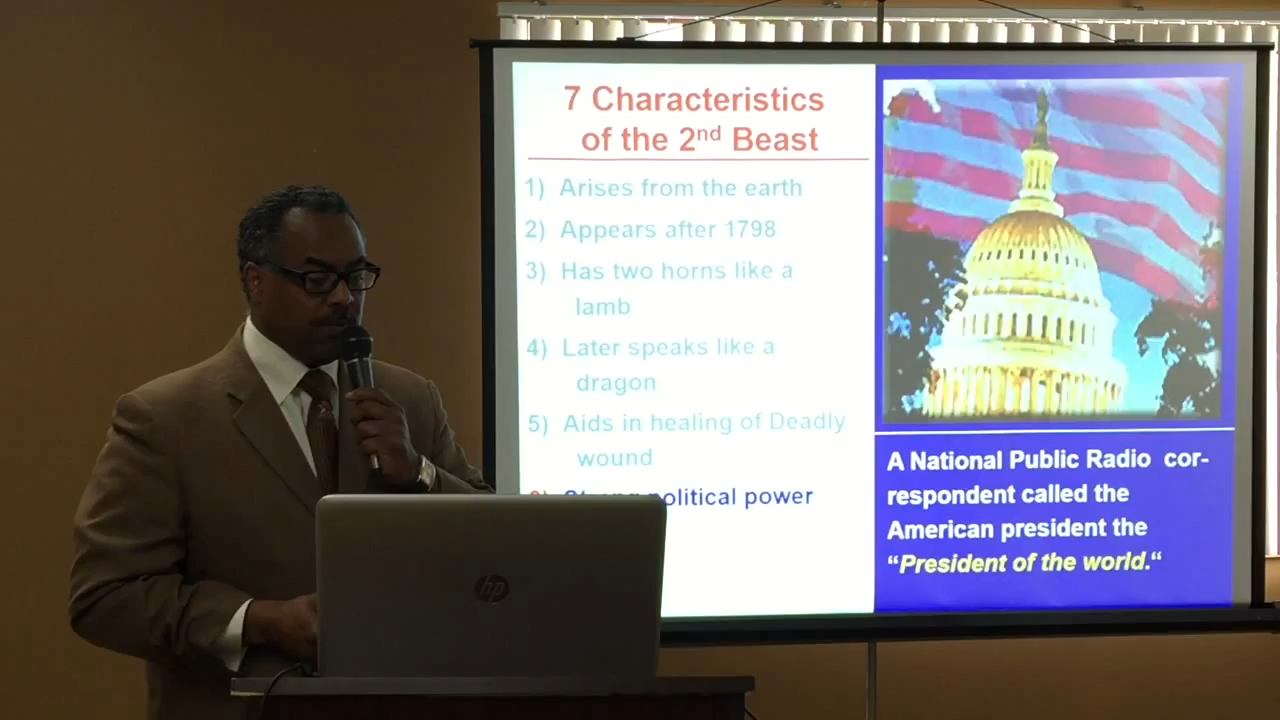 7 Characteristics
of the 2nd Beast
1) Arises from the earth
2) Appears after 1798
3) Has two horns like a
lamb
4) Later speaks like a
dragon
5) Aids in healing of Deadly
wound
political power
A National Public Radio cor-
respondent called the
American president the
“President of the world.“
hp